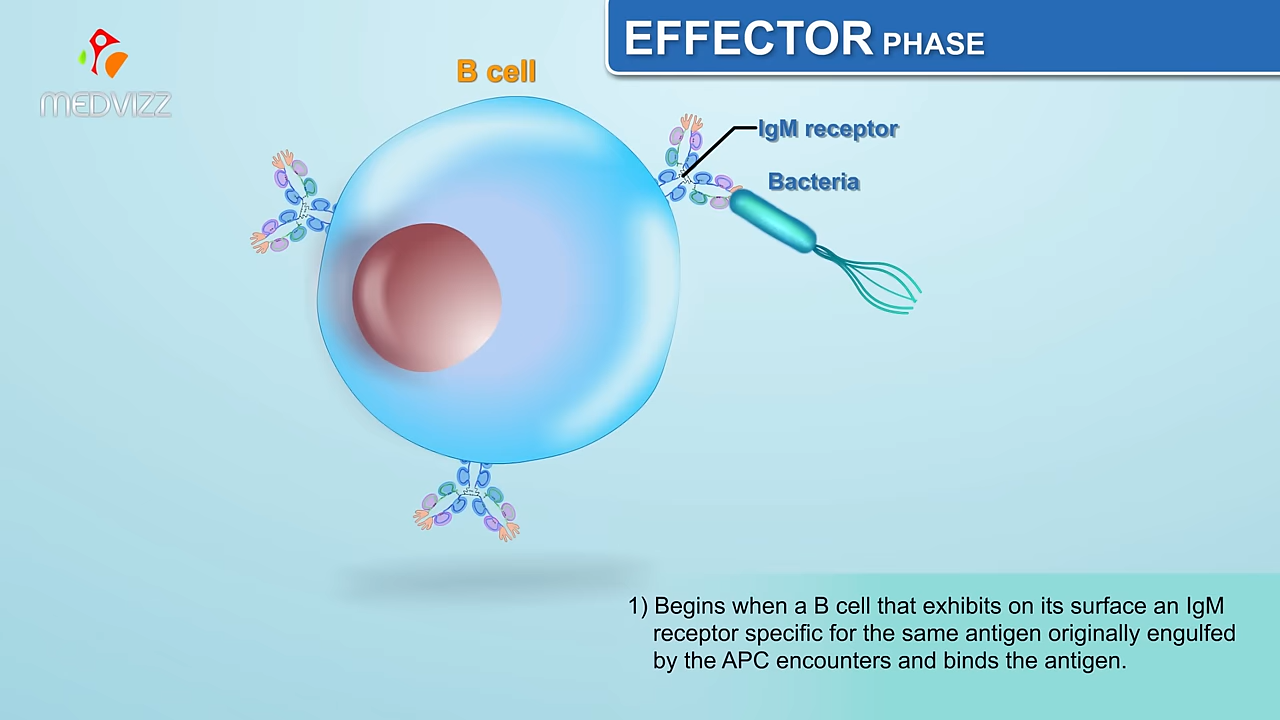 EFFECTOR PHASE
MEDVIZZ
B cell
IgM receptor
Bacteria
1) Begins when a B cell that exhibits on its surface an IgM
receptor specific for the same antigen originally engulfed
by the APC encounters and binds the antigen.